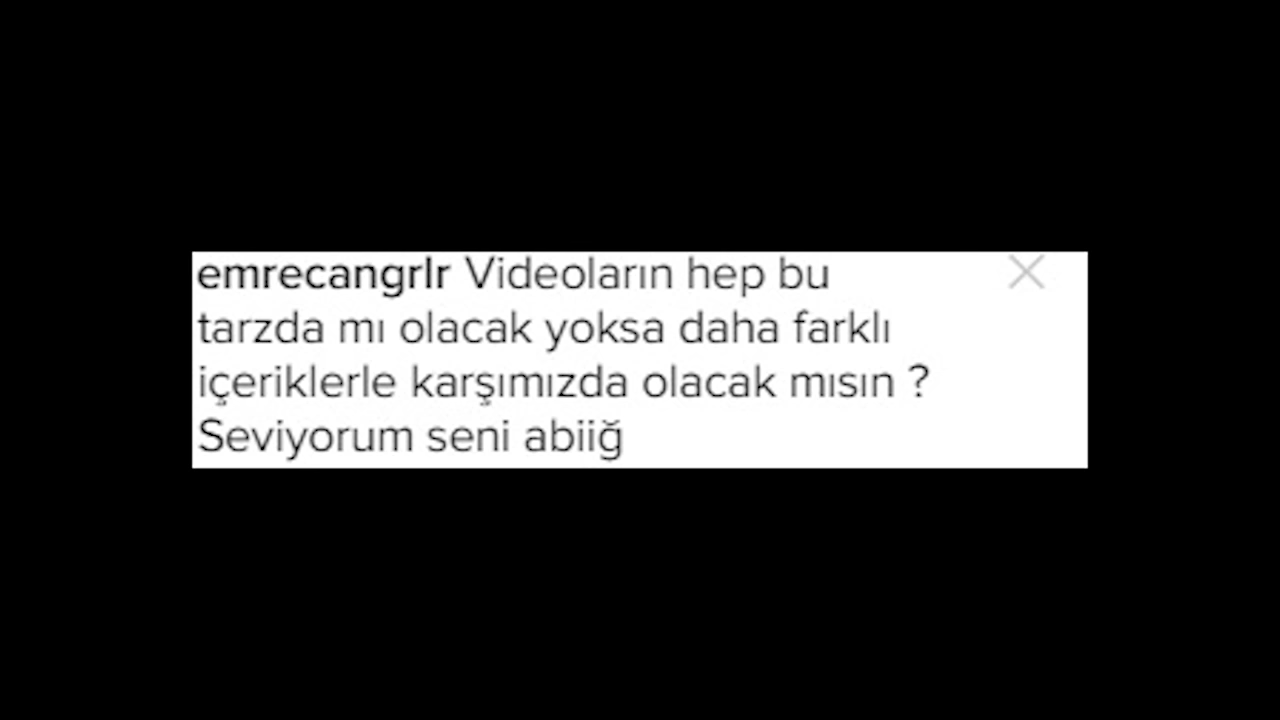 emrecangrlr Videoların hep bu
tarzda mı olacak yoksa daha farklı
içeriklerle karşımızda olacak mısın ?
Seviyorum seni abiiğ